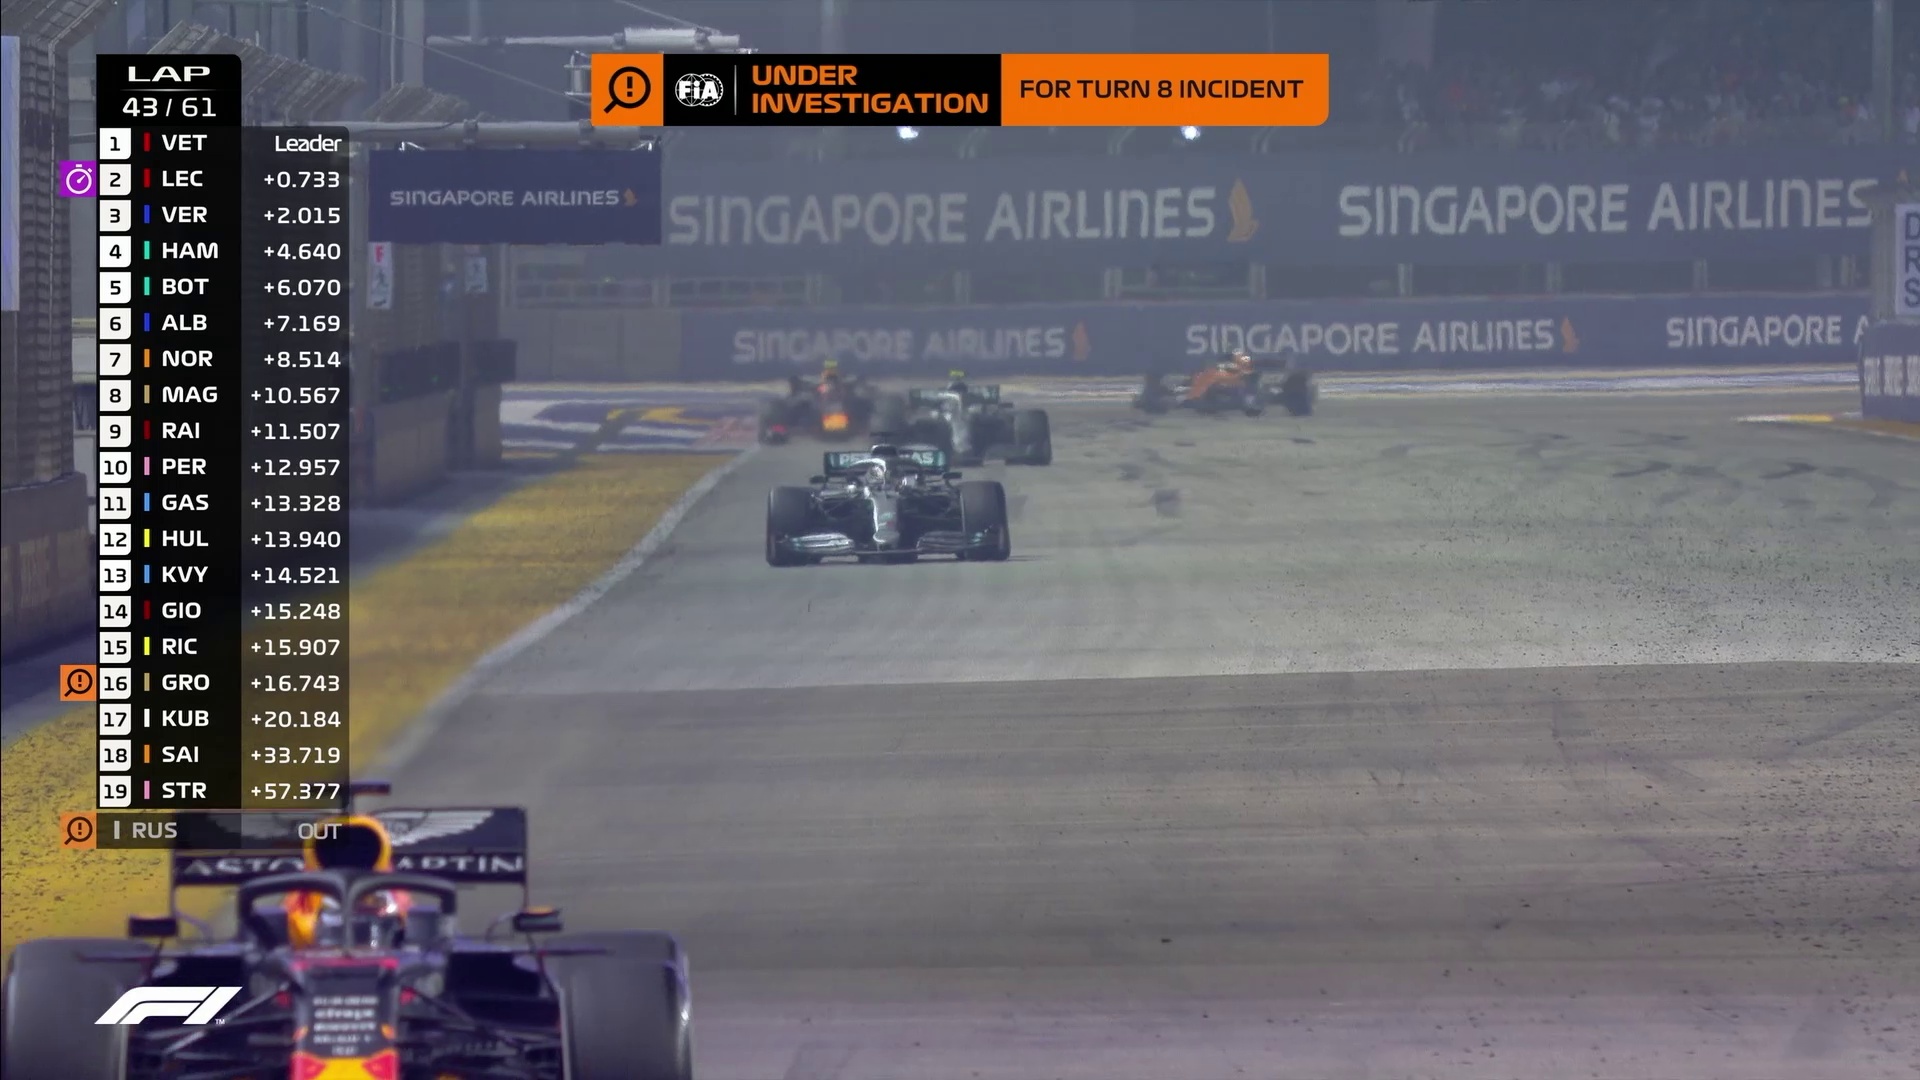 LAP
43 / 61
1 VET Leader
2 LEC +0.733
3 VER +2.015
4 HAM +4.640
5 BOT +6.070
6 ALB +7.169
7 NOR +8.514
8 MAG +10.567
9 RAI +11.507
10 PER +12.957
11 GAS +13.328
12 HUL +13.940
13 KVY +14.521
14 GIO +15.248
15 RIC +15.907
16 GRO +16.743
17 KUB +20.184
18 SAI +33.719
19 STR +57.377
RUS OUT
FIA
UNDER
INVESTIGATION
FOR TURN 8 INCIDENT
SINGAPORE AIRLINES
SINGAPORE AIRLINES
SINGAPORE AIRLINES
DRS
SINGAPORE AIRLINES
SINGAPORE AIRLINES
SINGAPORE A
F
PETRONAS
ASTON MARTIN
F1
TM